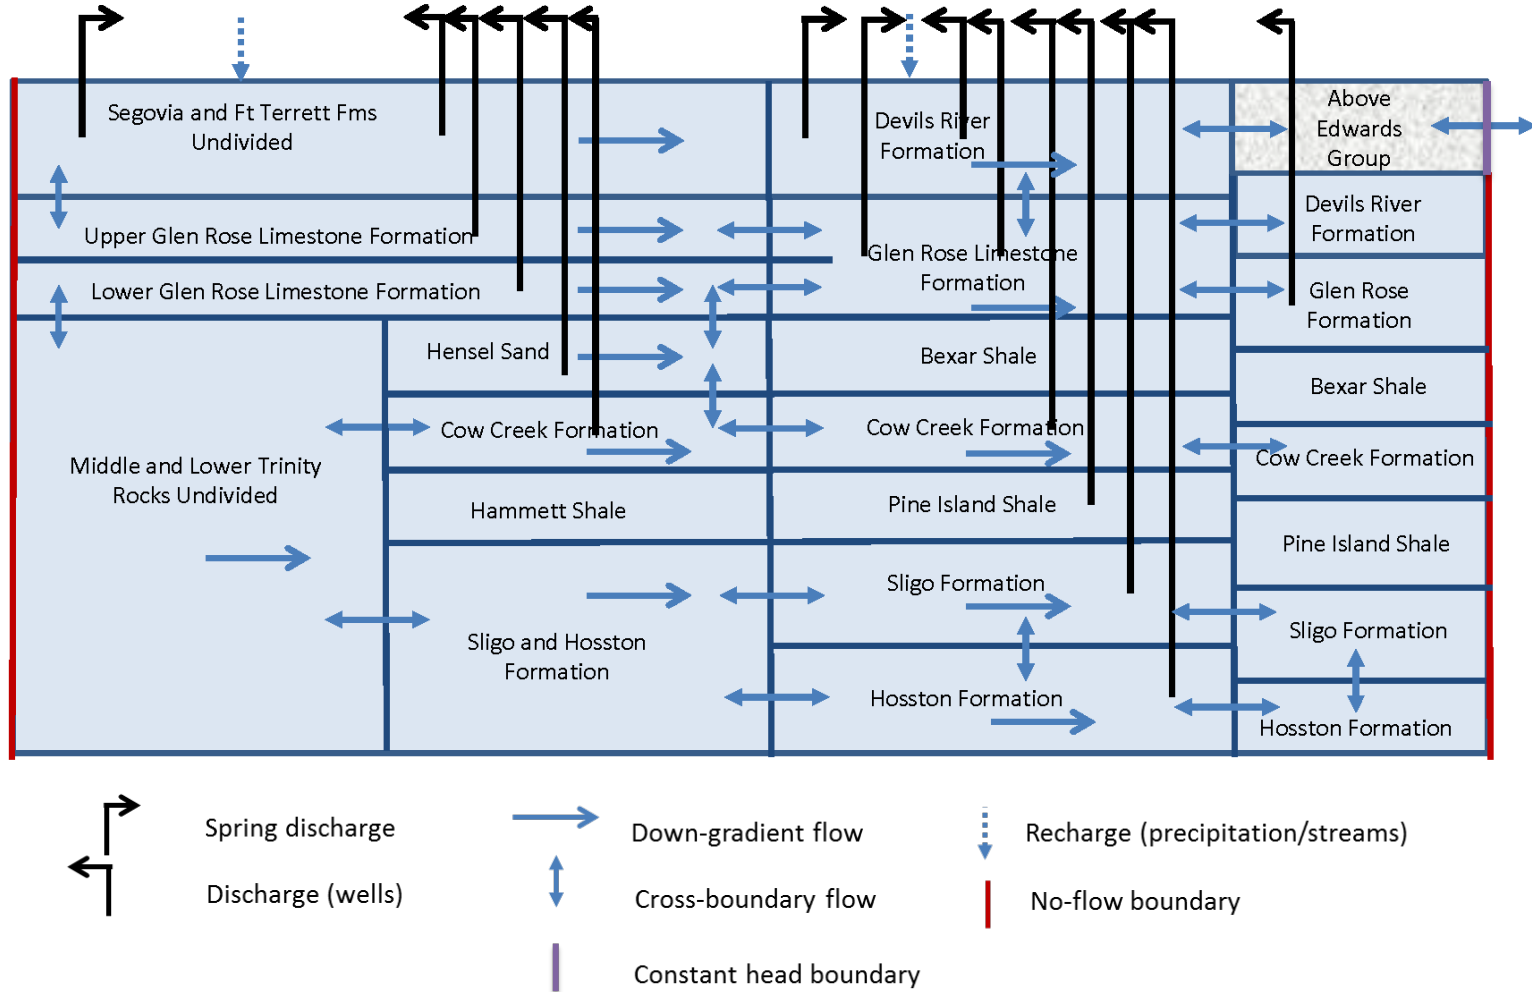 Segovia and Ft Terrett Fms
Undivided
Upper Glen Rose Limestone Formation
Lower Glen Rose Limestone Formation
Middle and Lower Trinity
Rocks Undivided
Hensel Sand
Cow Creek Formation
Hammett Shale
Sligo and Hosston
Formation
Devils River
Formation
Glen Rose Limestone
Formation
Bexar Shale
Cow Creek Formation
Pine Island Shale
Sligo Formation
Hosston Formation
Above
Edwards
Group
Devils River
Formation
Glen Rose
Formation
Bexar Shale
Cow Creek Formation
Pine Island Shale
Sligo Formation
Hosston Formation
Spring discharge
Discharge (wells)
Down-gradient flow
Cross-boundary flow
Constant head boundary
Recharge (precipitation/streams)
No-flow boundary